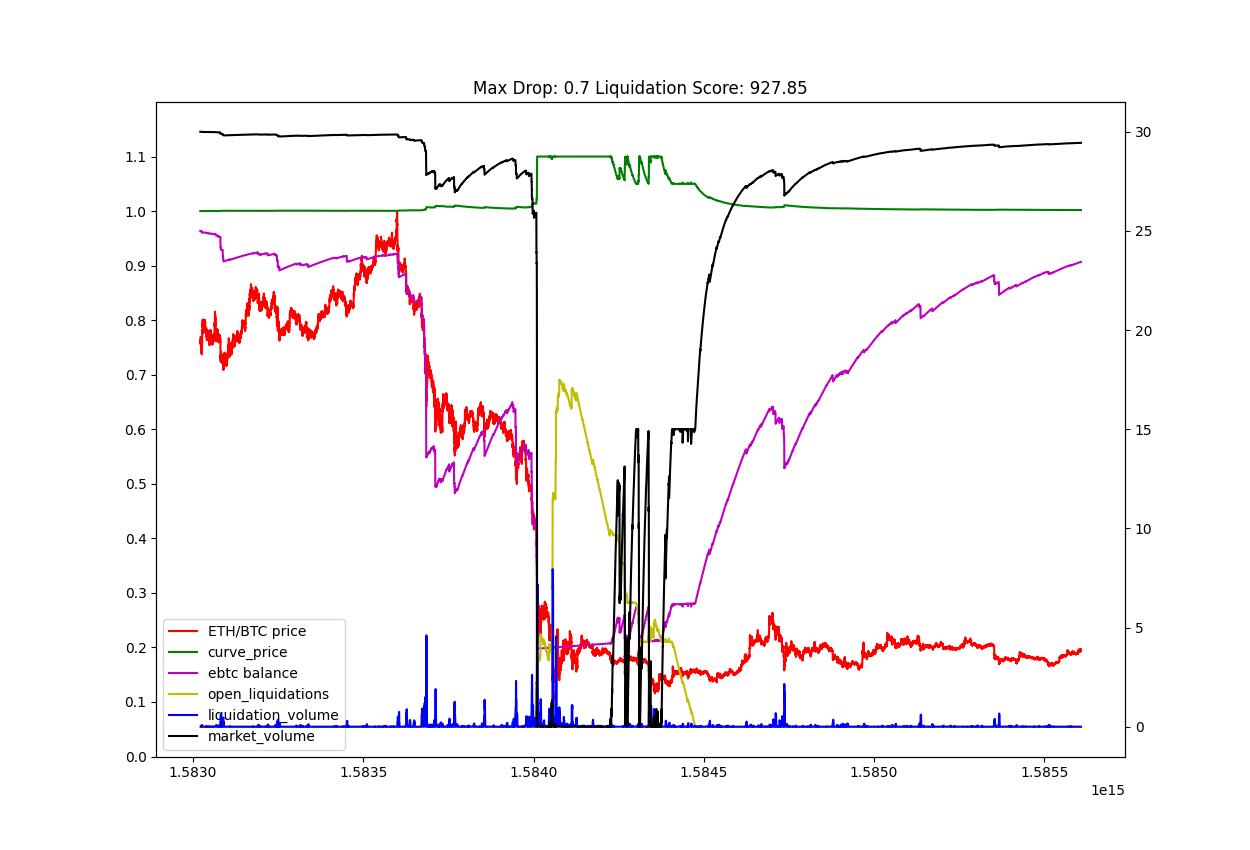 Max Drop: 0.7 Liquidation Score: 927.85
1.1
1.0
0.9
0.8
0.7
0.6
0.5
0.4
0.3
0.2
0.1
0.0
30
25
20
15
10
5
0
ETH/BTC price
curve_price
ebtc balance
open_liquidations
liquidation_volume
market_volume
1.5830 1.5835 1.5840 1.5845 1.5850 1.5855
1e15